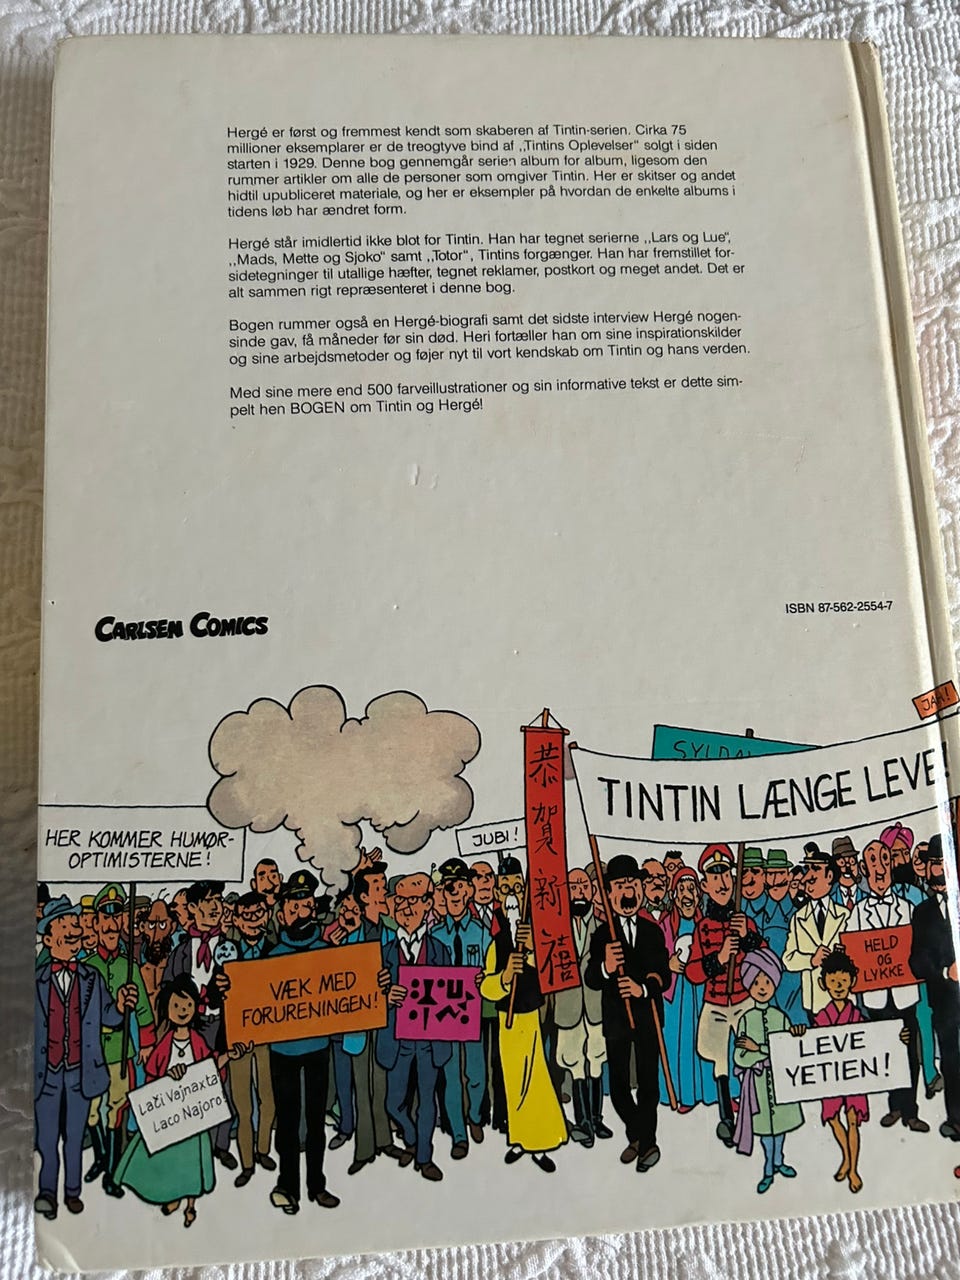 Hergé er først og fremmest kendt som skaberen af Tintin-serien. Cirka 75
millioner eksemplarer er de treogtyve bind af ,,Tintins Oplevelser" solgt i siden
starten i 1929. Denne bog gennemgår serien album for album, ligesom den
rummer artikler om alle de personer som omgiver Tintin. Her er skitser og andet
hidtil upubliceret materiale, og her er eksempler på hvordan de enkelte albums i
tidens løb har ændret form.
Hergé står imidlertid ikke blot for Tintin. Han har tegnet serierne ,,Lars og Lue",
,,Mads, Mette og Sjoko" samt ,,Totor", Tintins forgænger. Han har fremstillet for-
sidetegninger til utallige hæfter, tegnet reklamer, postkort og meget andet. Det er
alt sammen rigt repræsenteret i denne bog.
Bogen rummer også en Hergé-biografi samt det sidste interview Hergé nogen-
sinde gav, få måneder før sin død. Heri fortæller han om sine inspirationskilder
og sine arbejdsmetoder og føjer nyt til vort kendskab om Tintin og hans verden.
Med sine mere end 500 farveillustrationer og sin informative tekst er dette sim-
pelt hen BOGEN om Tintin og Hergé!
ISBN 87-562-2554-7
CARLSEN COMICS
JAH!
SYLDA
TINTIN LÆNGE LEVE!
恭賀新禧
JUBI!
HER KOMMER HUMØR-
OPTIMISTERNE!
HELD
OG
LYKKE
VÆK MED
FORURENINGEN!
LEVE
YETIEN!
Lači Vajnaxta
Laco Najoro!